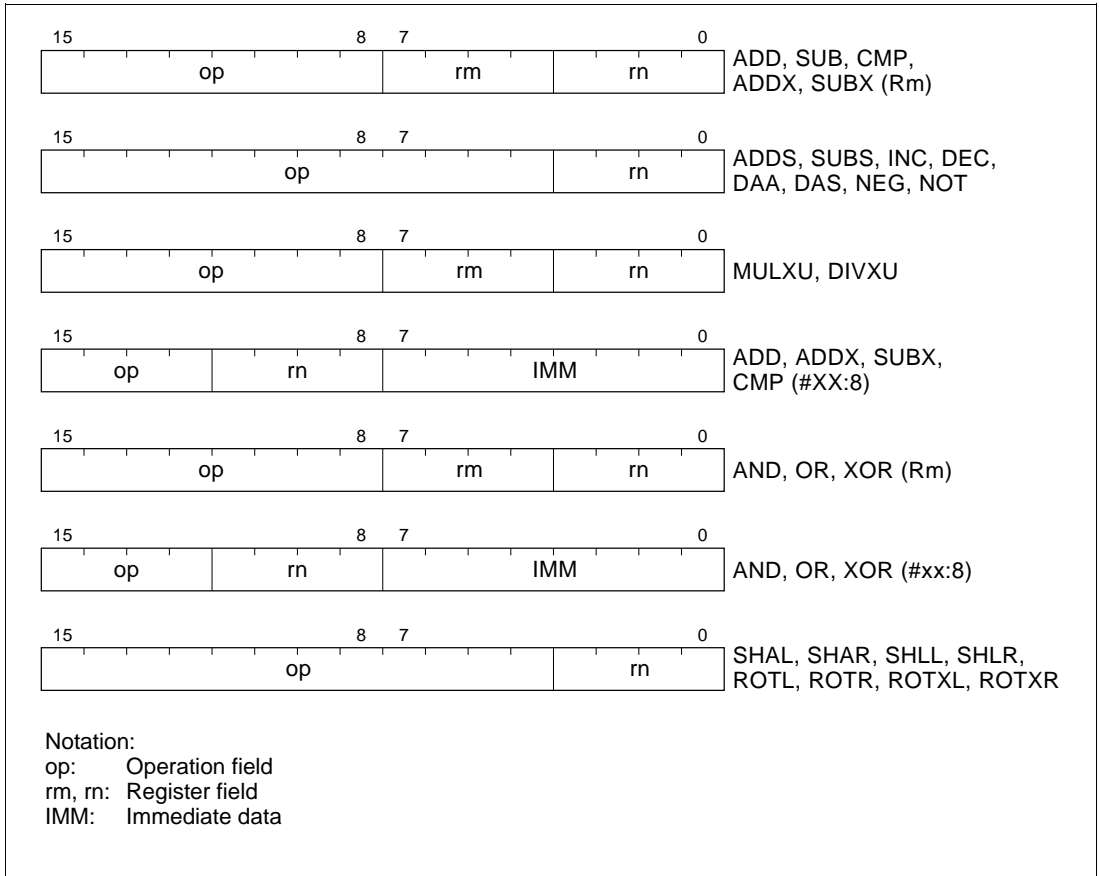 15 8 7 0
op rm rn
ADD, SUB, CMP,
ADDX, SUBX (Rm)
15 8 7 0
op rn
ADDS, SUBS, INC, DEC,
DAA, DAS, NEG, NOT
15 8 7 0
op rm rn
MULXU, DIVXU
15 8 7 0
op rn IMM
ADD, ADDX, SUBX,
CMP (#XX:8)
15 8 7 0
op rm rn
AND, OR, XOR (Rm)
15 8 7 0
op rn IMM
AND, OR, XOR (#xx:8)
15 8 7 0
op rn
SHAL, SHAR, SHLL, SHLR,
ROTL, ROTR, ROTXL, ROTXR
Notation:
op: Operation field
rm, rn: Register field
IMM: Immediate data